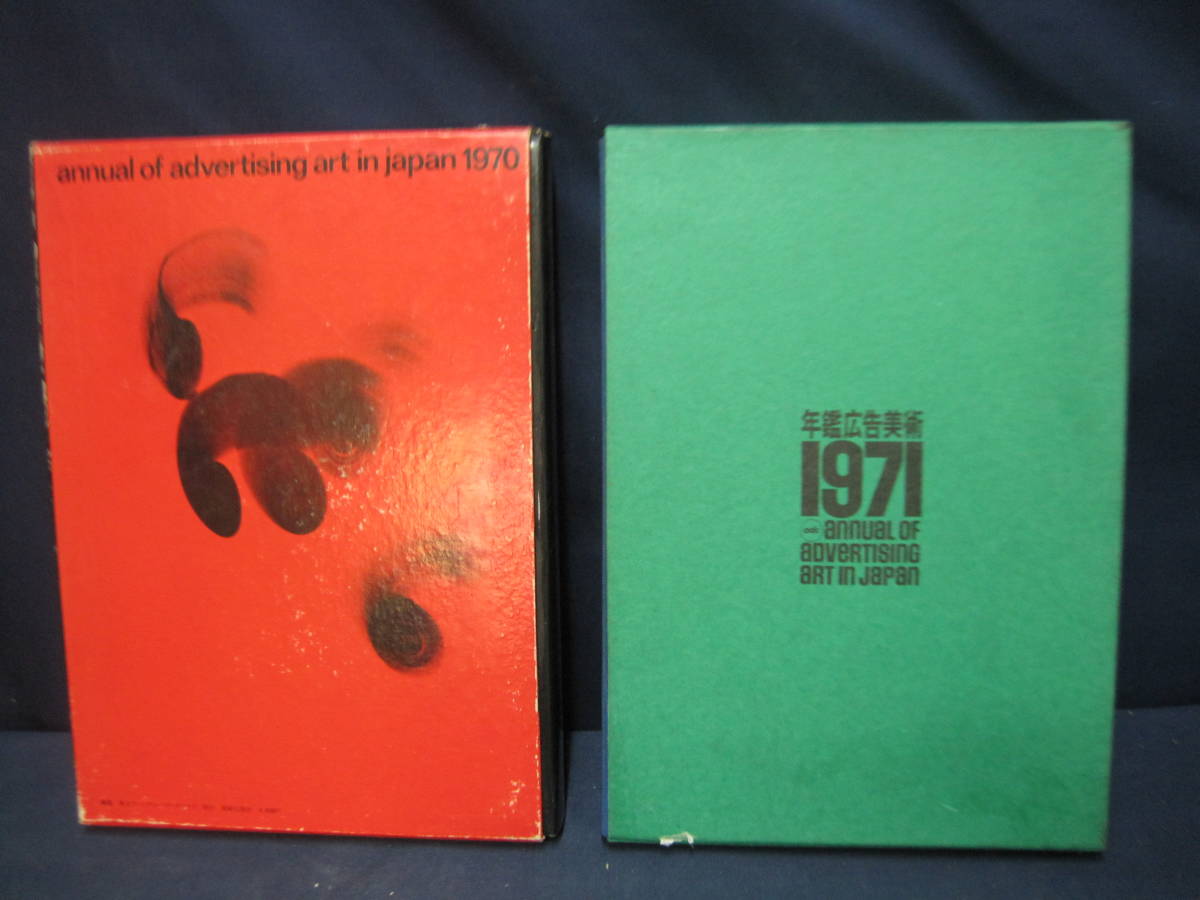 annual of advertising art in japan 1970
年鑑広告美術
1971
annual of
advertising
art in japan